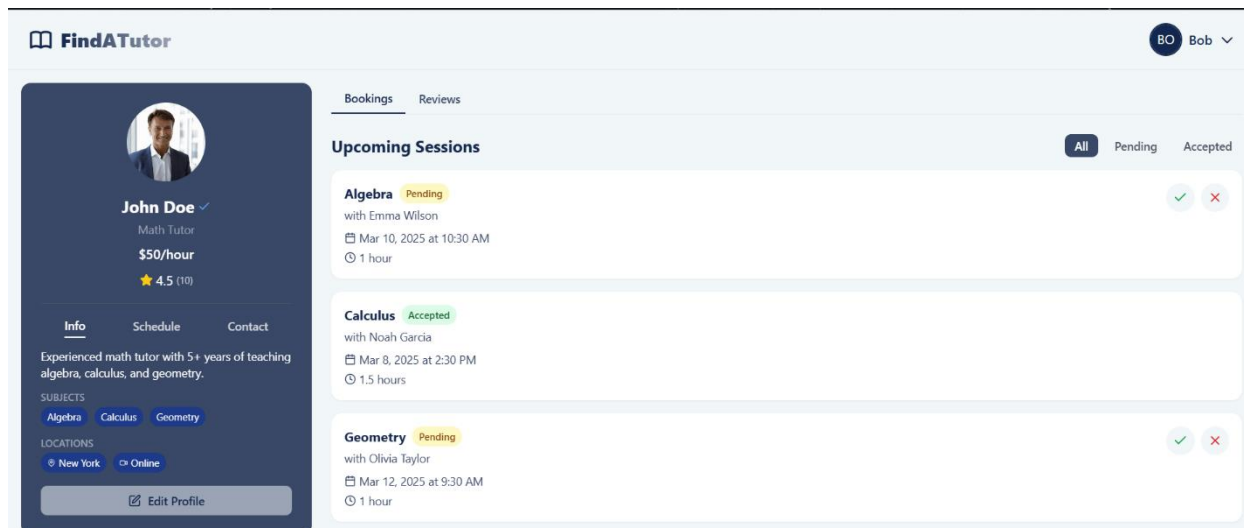 FindATutor
BO Bob
John Doe
Math Tutor
$50/hour
4.5 (10)
Info Schedule Contact
Experienced math tutor with 5+ years of teaching
algebra, calculus, and geometry.
SUBJECTS
Algebra Calculus Geometry
LOCATIONS
New York Online
Edit Profile
Bookings Reviews
Upcoming Sessions
All Pending Accepted
Algebra Pending
with Emma Wilson
Mar 10, 2025 at 10:30 AM
1 hour
Calculus Accepted
with Noah Garcia
Mar 8, 2025 at 2:30 PM
1.5 hours
Geometry Pending
with Olivia Taylor
Mar 12, 2025 at 9:30 AM
1 hour